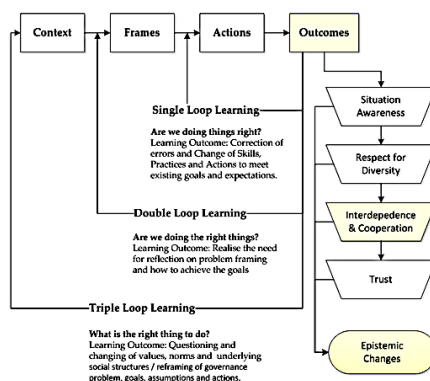 Context
Frames
Actions
Outcomes
Single Loop Learning
Are we doing things right?
Learning Outcome: Correction of
errors and Change of Skills,
Practices and Actions to meet
existing goals and expectations.
Double Loop Learning
Are we doing the right things?
Learning Outcome: Realise the need
for reflection on problem framing
and how to achieve the goals
Triple Loop Learning
What is the right thing to do?
Learning Outcome: Questioning and
changing of values, norms and underlying
social structures / reframing of governance
problem, goals, assumptions and actions.
Situation
Awareness
Respect for
Diversity
Interdepedence
& Cooperation
Trust
Epistemic
Changes